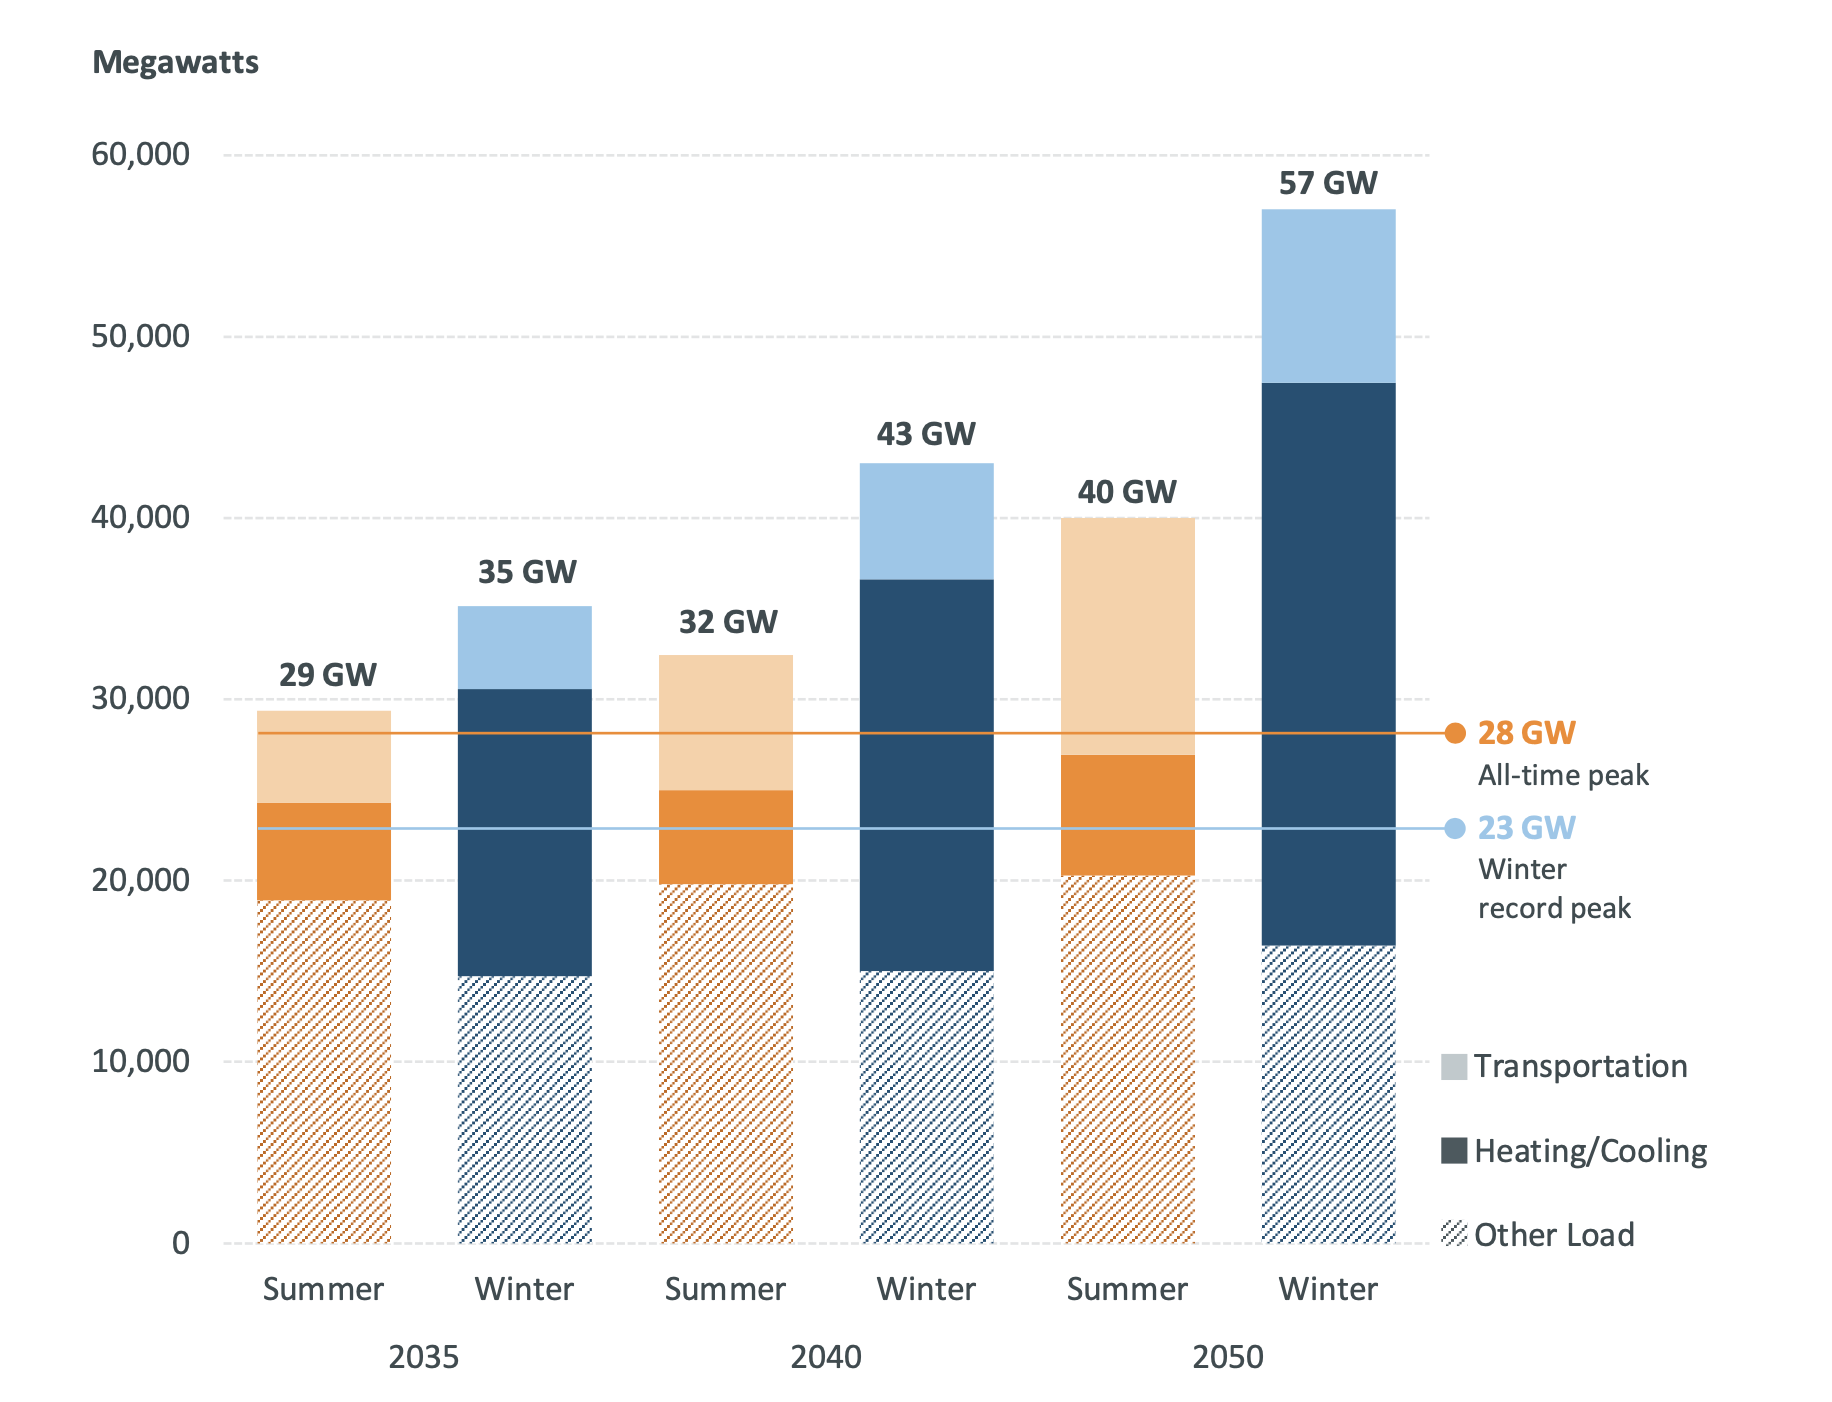 Megawatts
60,000
57 GW
50,000
43 GW
40,000
40 GW
35 GW
32 GW
29 GW
30,000
28 GW
All-time peak
23 GW
Winter
record peak
20,000
10,000
0
Transportation
Heating/Cooling
Other Load
Summer Winter Summer Winter Summer Winter
2035 2040 2050